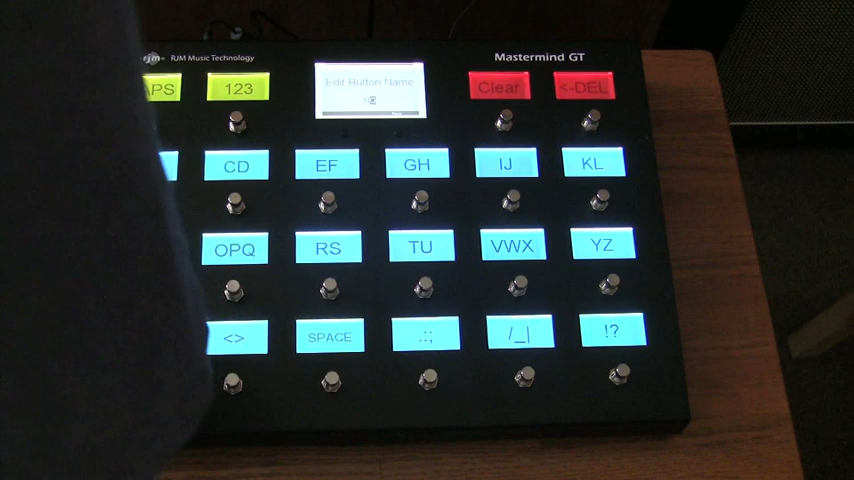 rjm RJM Music Technology
Mastermind GT
APS
123
Edit Button Name
Clear
<-DEL
CD
EF
GH
IJ
KL
OPQ
RS
TU
VWX
YZ
<>
SPACE
.:;
/_|
!?